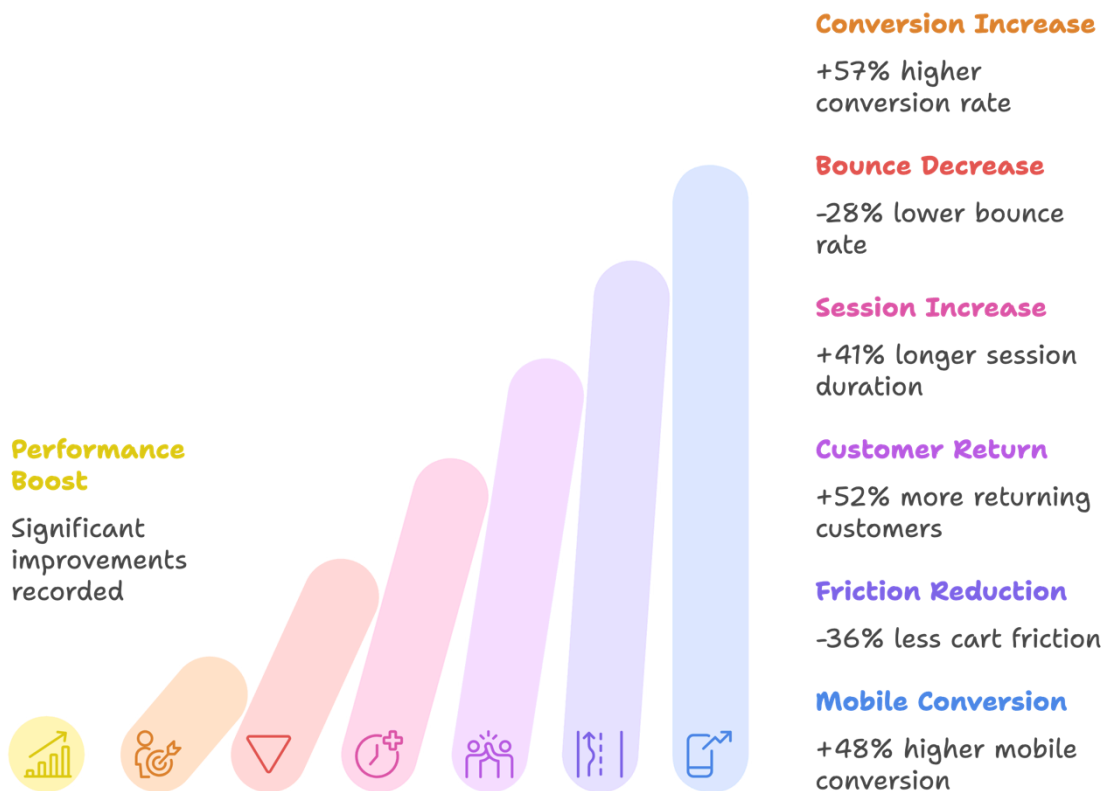 Performance
Boost
Significant
improvements
recorded
Conversion Increase
+57% higher
conversion rate
Bounce Decrease
-28% lower bounce
rate
Session Increase
+41% longer session
duration
Customer Return
+52% more returning
customers
Friction Reduction
-36% less cart friction
Mobile Conversion
+48% higher mobile
conversion